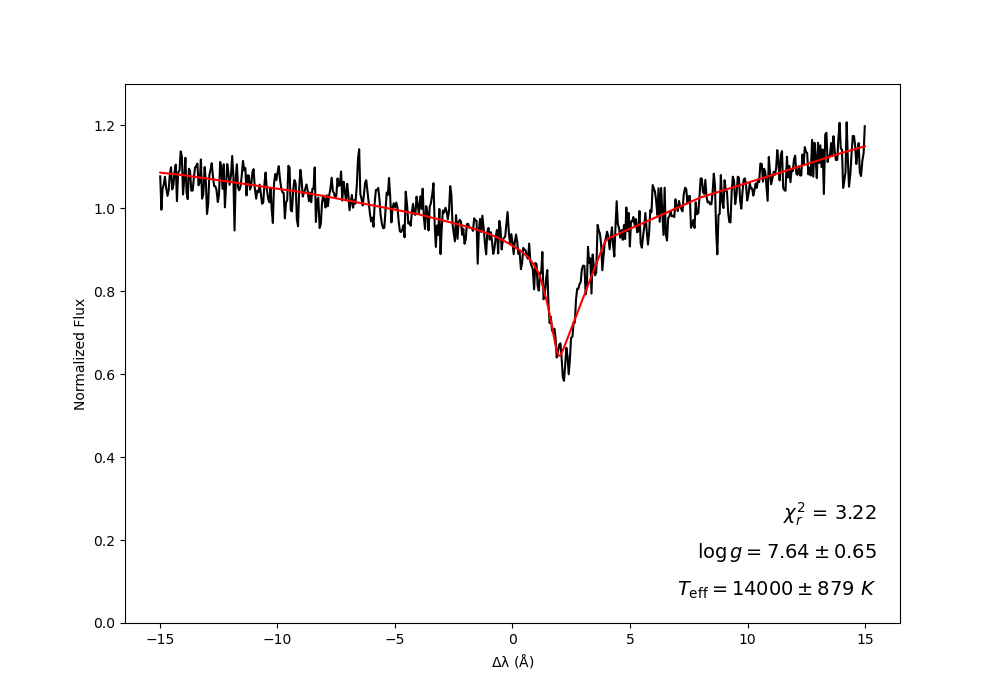 1.2
1.0
0.8
0.6
0.4
0.2
0.0
Normalized Flux
χ²ᵣ = 3.22
log g = 7.64 ± 0.65
T_eff = 14000 ± 879 K
−15 −10 −5 0 5 10 15
Δλ (Å)